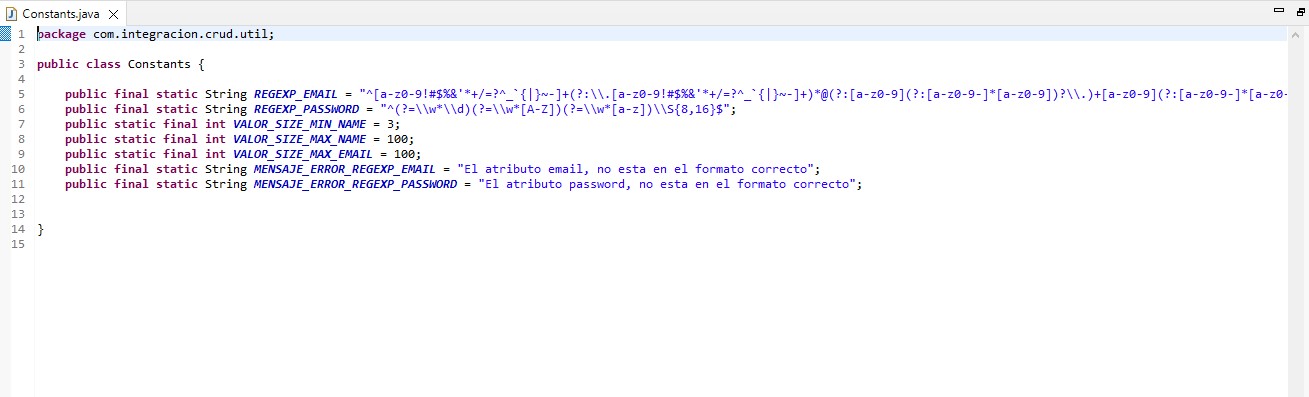 Constants.java
1 package com.integracion.crud.util;
2
3 public class Constants {
4
5 public final static String REGEXP_EMAIL = "^[a-z0-9!#$%&'*+/=?^_`{|}~-]+(?:\\.[a-z0-9!#$%&'*+/=?^_`{|}~-]+)*@(?:[a-z0-9](?:[a-z0-9-]*[a-z0-9])?\\.)+[a-z0-9](?:[a-z0-9-]*[a-z0-
6 public final static String REGEXP_PASSWORD = "^(?=\\w*\\d)(?=\\w*[A-Z])(?=\\w*[a-z])\\S{8,16}$";
7 public static final int VALOR_SIZE_MIN_NAME = 3;
8 public static final int VALOR_SIZE_MAX_NAME = 100;
9 public static final int VALOR_SIZE_MAX_EMAIL = 100;
10 public final static String MENSAJE_ERROR_REGEXP_EMAIL = "El atributo email, no esta en el formato correcto";
11 public final static String MENSAJE_ERROR_REGEXP_PASSWORD = "El atributo password, no esta en el formato correcto";
12
13
14 }
15